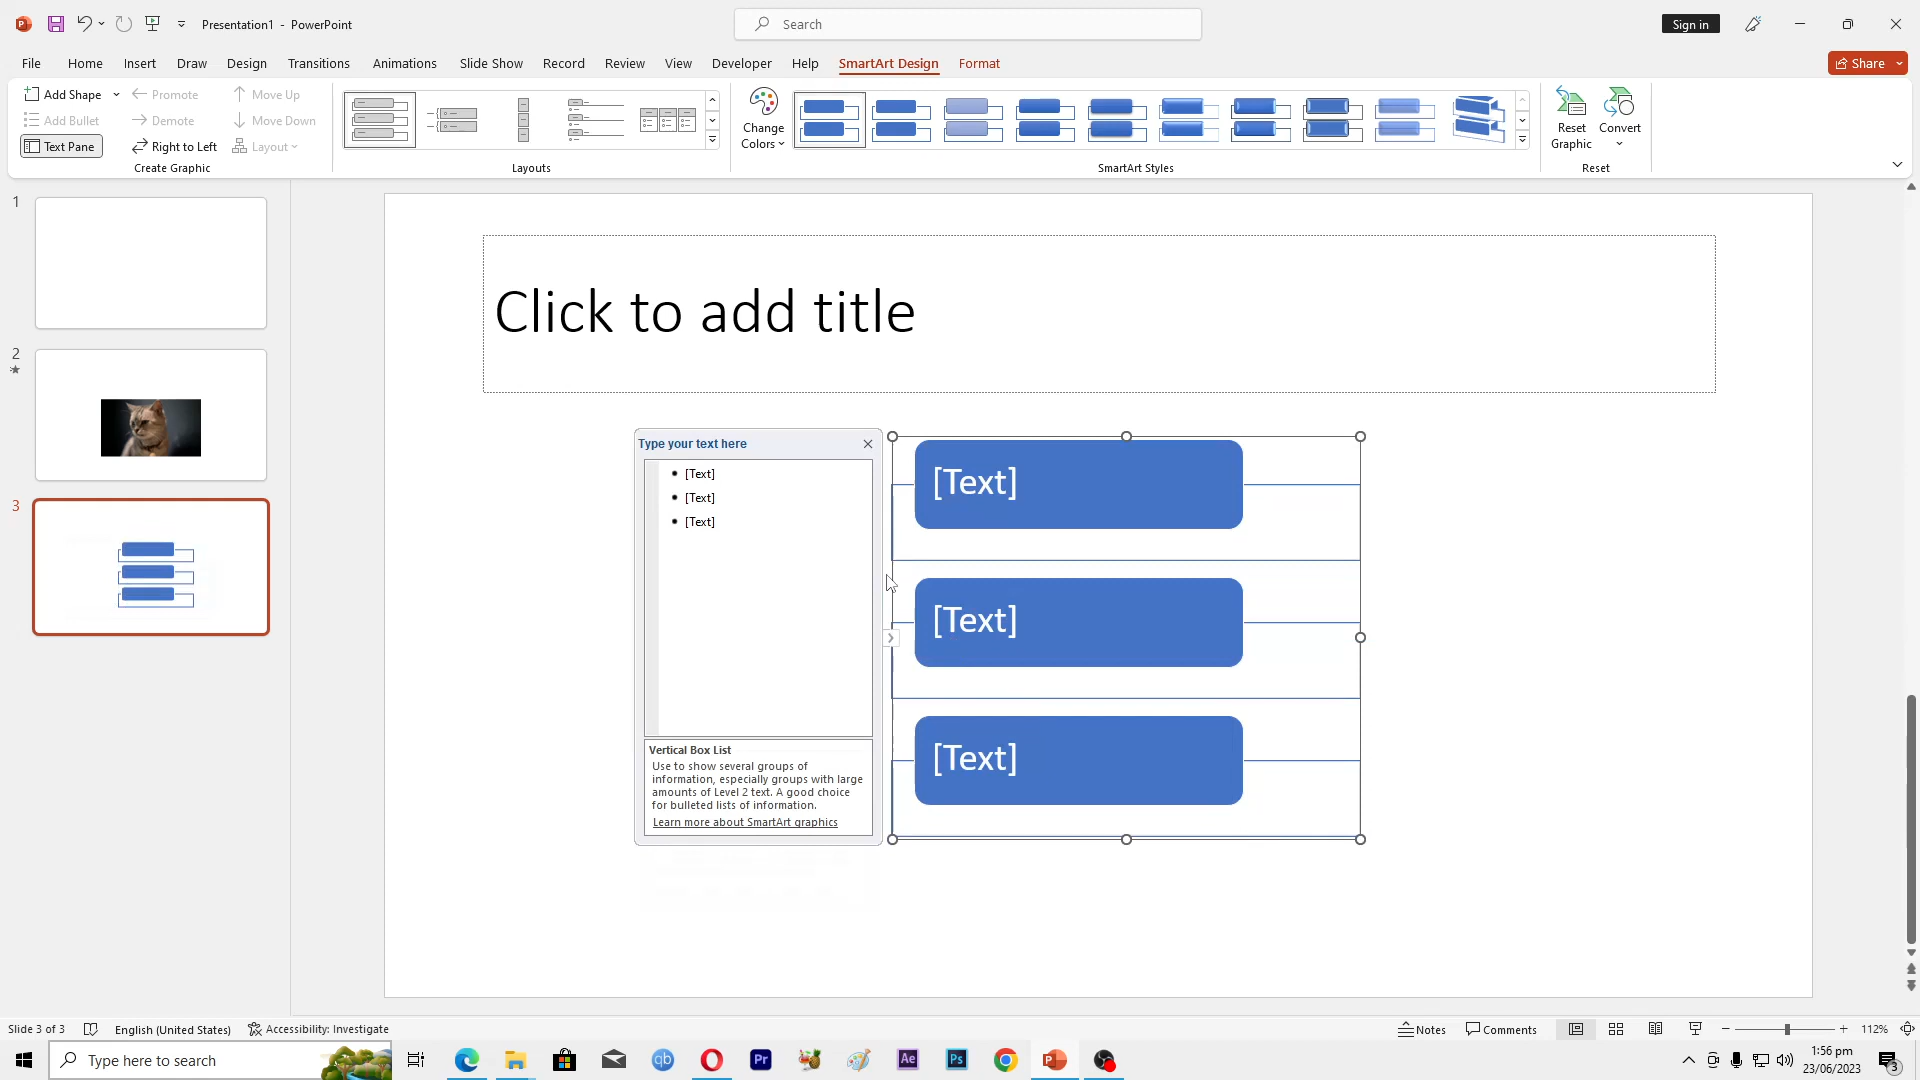 Presentation1 - PowerPoint
Search
Sign in
File Home Insert Draw Design Transitions Animations Slide Show Record Review View Developer Help SmartArt Design Format
Share
Add Shape Promote Move Up
Add Bullet Demote Move Down
Text Pane Right to Left Layout
Create Graphic
Layouts
Change Colors
SmartArt Styles
Reset Graphic
Convert
Reset
1
2
3
Click to add title
Type your text here
[Text]
[Text]
[Text]
Vertical Box List
Use to show several groups of
information, especially groups with large
amounts of Level 2 text. A good choice
for bulleted lists of information.
Learn more about SmartArt graphics
[Text]
[Text]
[Text]
Slide 3 of 3 English (United States) Accessibility: Investigate Notes Comments 112%
Type here to search
qb
Pr
Ae
Ps
1:56 pm
23/06/2023
3